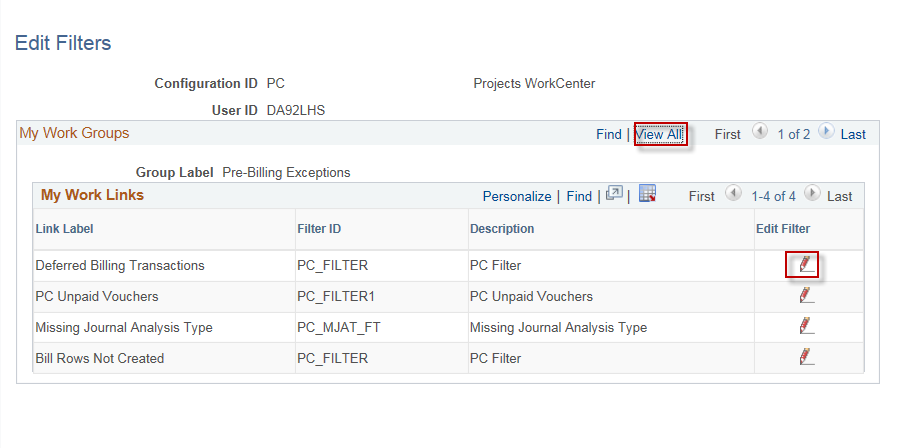 Edit Filters
Configuration ID PC Projects WorkCenter
User ID DA92LHS
My Work Groups Find | View All First 1 of 2 Last
Group Label Pre-Billing Exceptions
My Work Links Personalize | Find | | First 1-4 of 4 Last
Link Label Filter ID Description Edit Filter
Deferred Billing Transactions PC_FILTER PC Filter
PC Unpaid Vouchers PC_FILTER1 PC Unpaid Vouchers
Missing Journal Analysis Type PC_MJAT_FT Missing Journal Analysis Type
Bill Rows Not Created PC_FILTER PC Filter